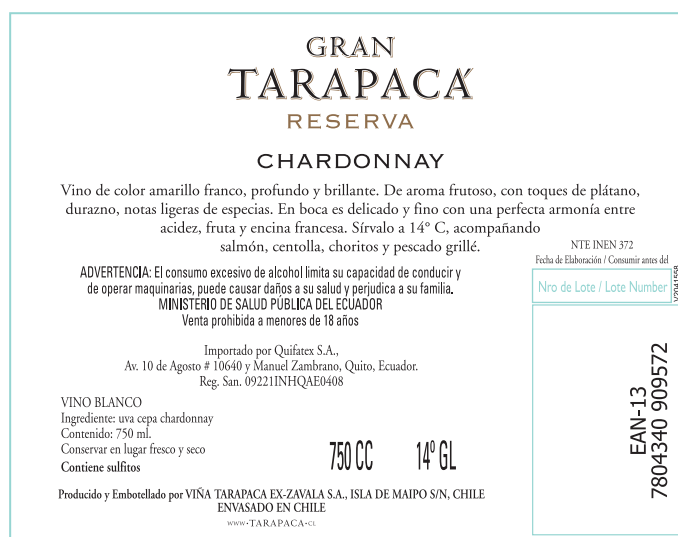 GRAN
TARAPACÁ
RESERVA
CHARDONNAY
Vino de color amarillo franco, profundo y brillante. De aroma frutoso, con toques de plátano,
durazno, notas ligeras de especias. En boca es delicado y fino con una perfecta armonía entre
acidez, fruta y encina francesa. Sírvalo a 14° C, acompañando
salmón, centolla, choritos y pescado grillé.
ADVERTENCIA: El consumo excesivo de alcohol limita su capacidad de conducir y
de operar maquinarias, puede causar daños a su salud y perjudica a su familia.
MINISTERIO DE SALUD PÚBLICA DEL ECUADOR
Venta prohibida a menores de 18 años
Importado por Quifatex S.A.,
Av. 10 de Agosto # 10640 y Manuel Zambrano, Quito, Ecuador.
Reg. San. 09221INHQAE0408
VINO BLANCO
Ingrediente: uva cepa chardonnay
Contenido: 750 ml.
Conservar en lugar fresco y seco
Contiene sulfitos
750 CC 14º GL
Producido y Embotellado por VIÑA TARAPACA EX-ZAVALA S.A., ISLA DE MAIPO S/N, CHILE
ENVASADO EN CHILE
WWW•TARAPACA•CL
NTE INEN 372
Fecha de Elaboración / Consumir antes del
Nro de Lote / Lote Number
V2041558
EAN-13
7804340 909572